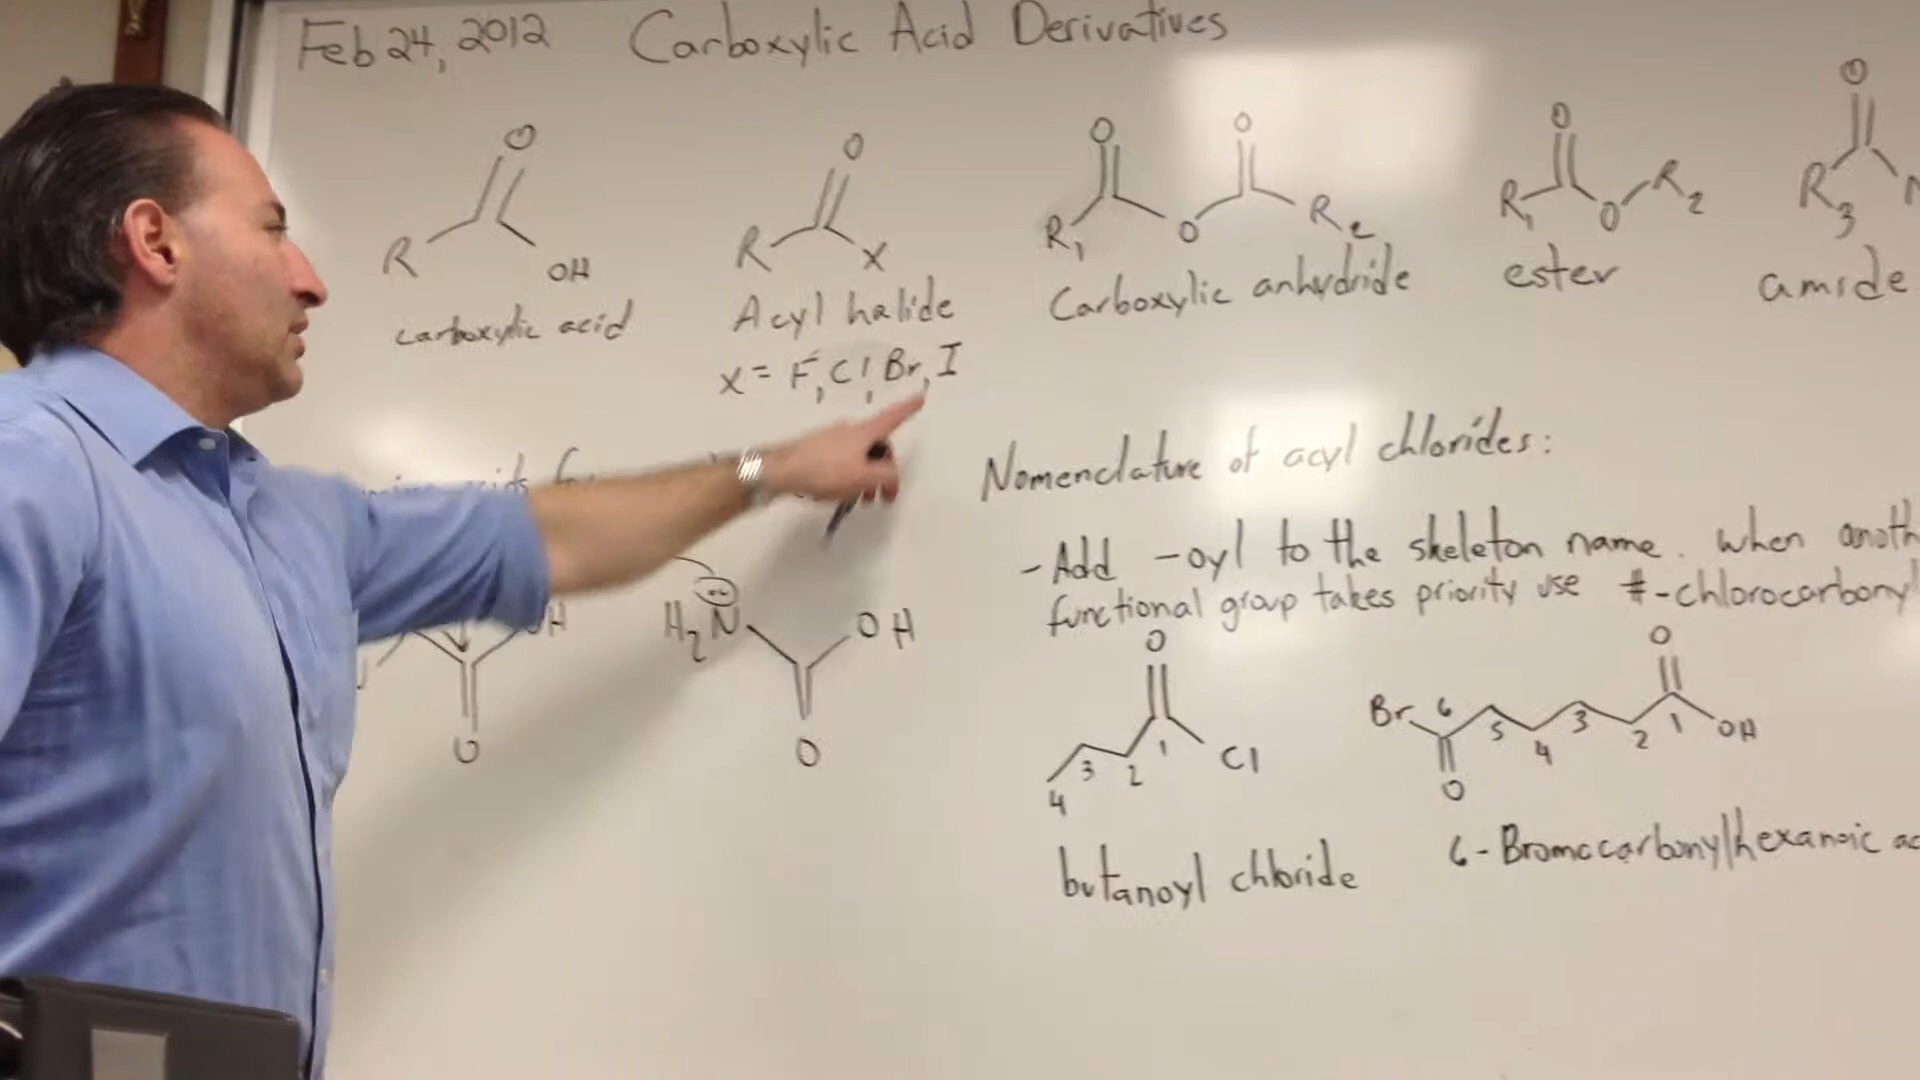 Feb 24, 2012 Carboxylic Acid Derivatives
O O O O O O
R OH R X R1 O R2 R1 O R2 R3
carboxylic acid Acyl halide Carboxylic anhydride ester amide
X = F, Cl, Br, I
Nomenclature of acyl chlorides:
- Add -oyl to the skeleton name. when
functional group takes priority use #-chlorocarbonyl
H2N OH
O O
O O
4 3 2 1 Cl Br 6 5 4 3 2 1 OH
O
butanoyl chloride 6-Bromocarbonylhexanoic